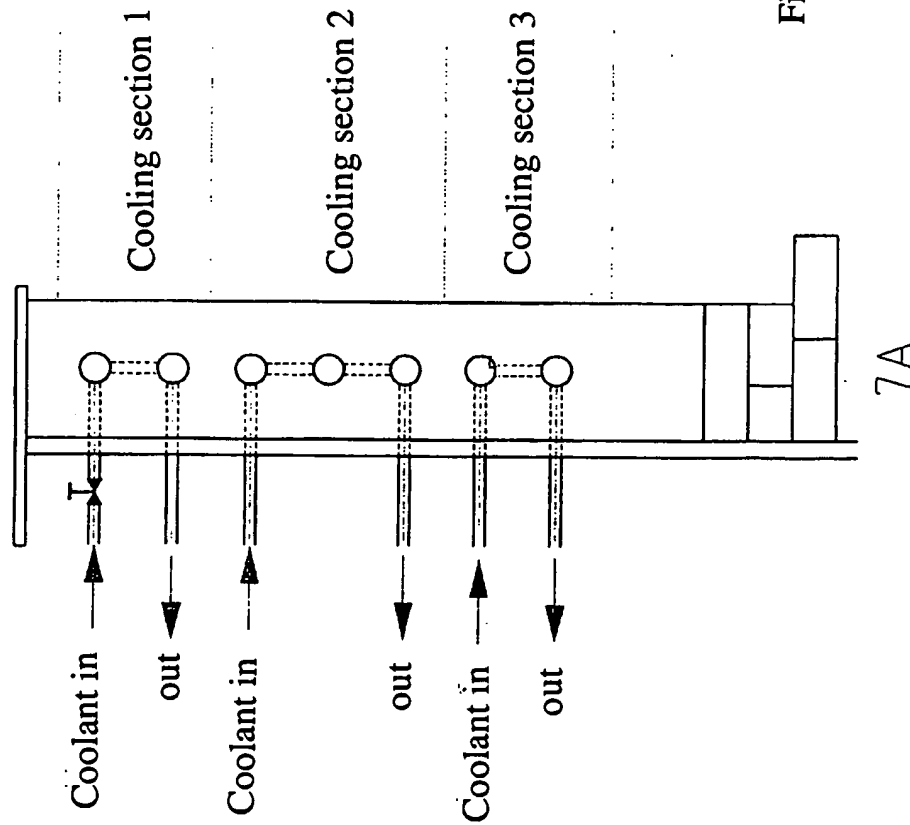 Cooling section 1
Cooling section 2
Cooling section 3
Coolant in
out
Coolant in
out
Coolant in
out
T
Fi
7A